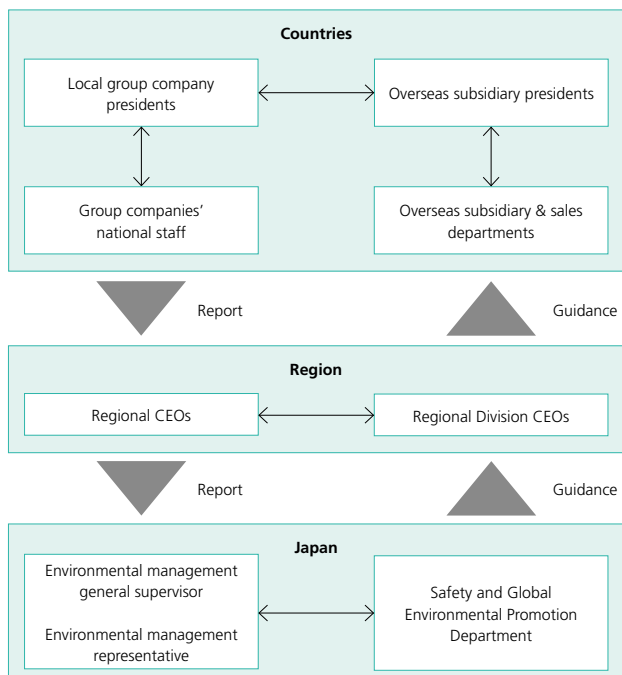 Countries
Local group company
presidents
Overseas subsidiary presidents
Group companies’
national staff
Overseas subsidiary & sales
departments
Report
Guidance
Region
Regional CEOs
Regional Division CEOs
Report
Guidance
Japan
Environmental management
general supervisor
Environmental management
representative
Safety and Global
Environmental Promotion
Department